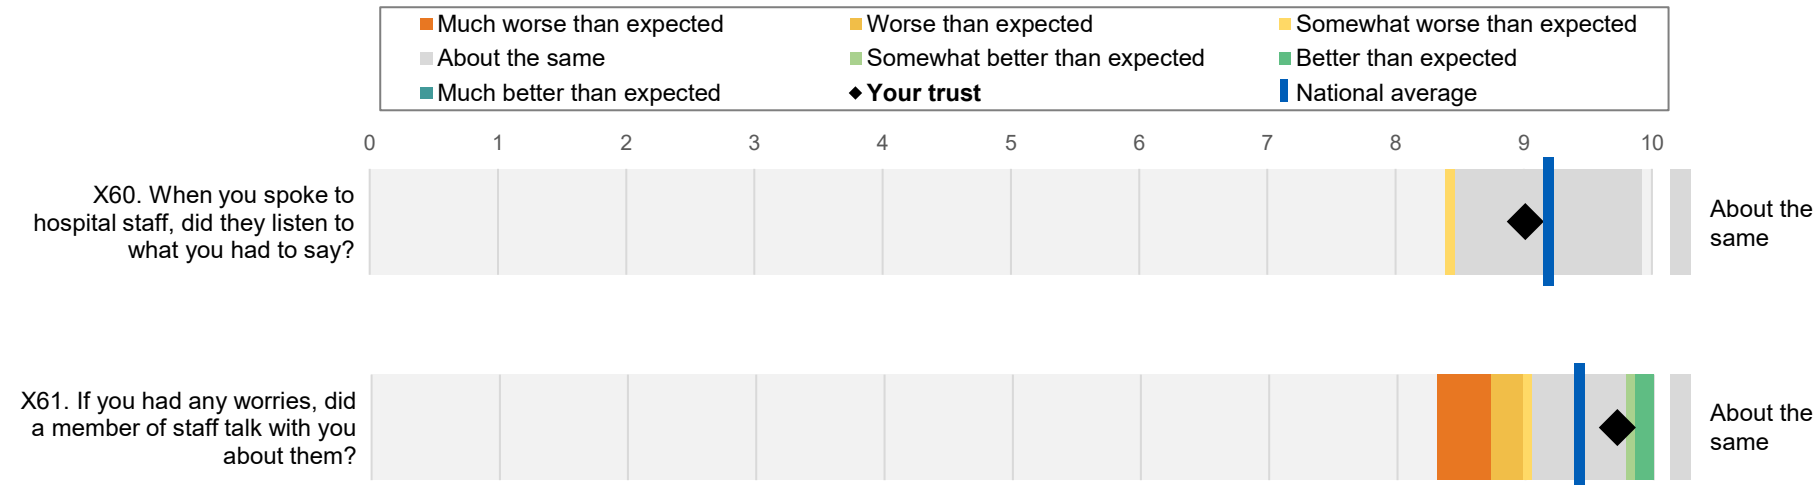 Much worse than expected
Worse than expected
Somewhat worse than expected
About the same
Somewhat better than expected
Better than expected
Much better than expected
Your trust
National average
0 1 2 3 4 5 6 7 8 9 10
X60. When you spoke to
hospital staff, did they listen to
what you had to say?
About the
same
X61. If you had any worries, did
a member of staff talk with you
about them?
About the
same